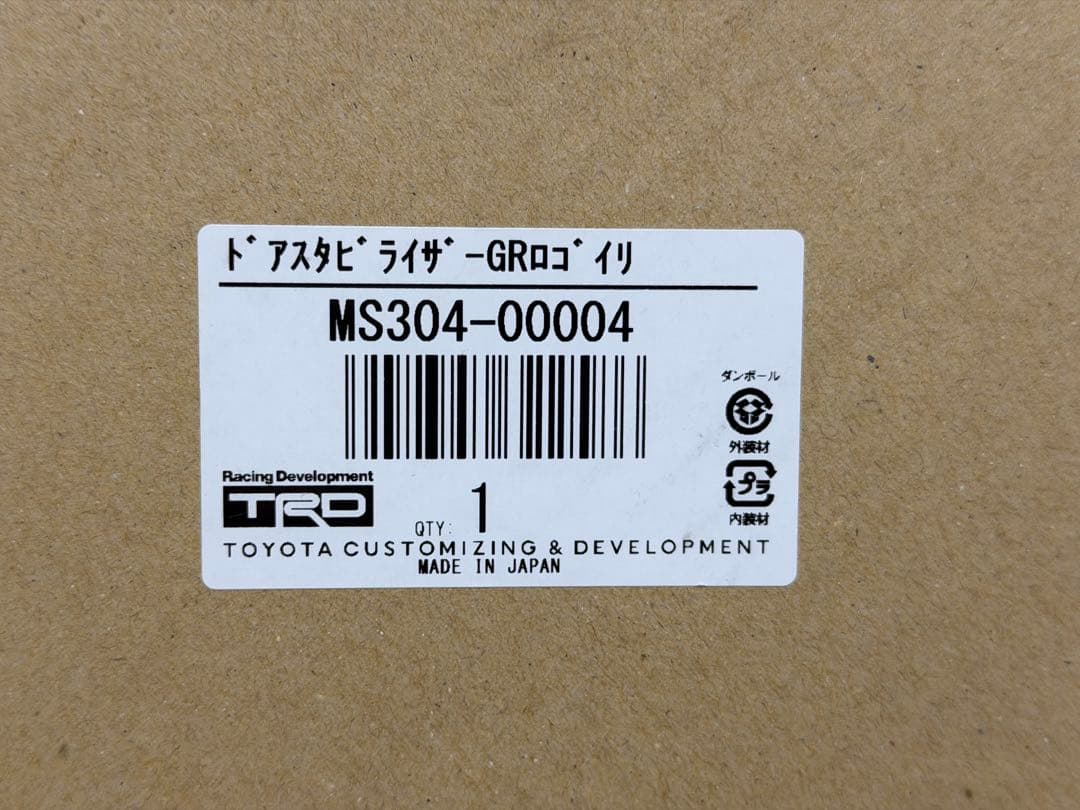 ﾄﾞｱｽﾀﾋﾞﾗｲｻﾞｰGRﾛｺﾞｲﾘ
MS304-00004
ダンボール
外装材
プラ
内装材
Racing Development
TRD
QTY: 1
TOYOTA CUSTOMIZING & DEVELOPMENT
MADE IN JAPAN